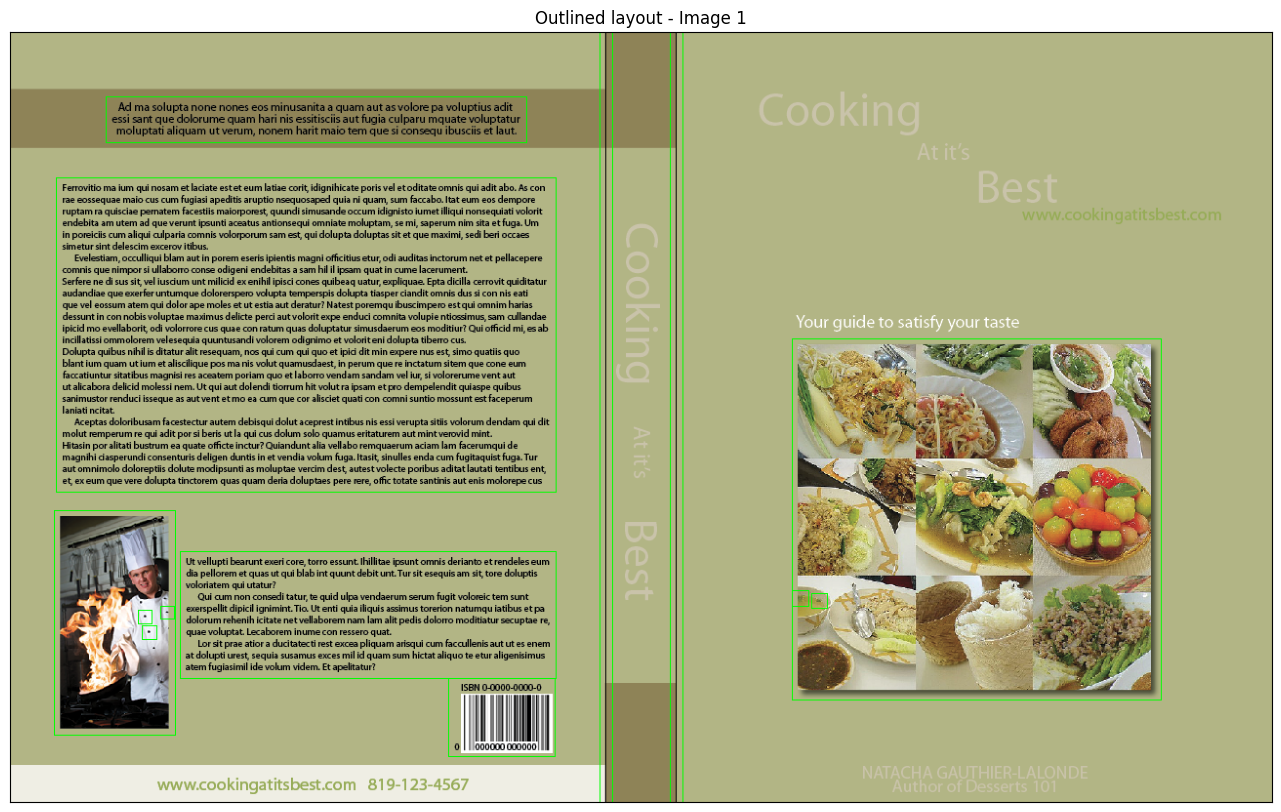 Outlined layout - Image 1
Ad ma solupta none nones eos minusanita a quam aut as volore pa voluptius adit
essi sant que dolorume quam hari nis essitisciis aut fugia culparu mquate voluptatur
moluptati aliquam ut verum, nonem harit maio tem que si consequ ibusciis et laut.
Ferrovitio ma ium qui nosam et laciate est et eum latiae corit, idignihicate poris vel et oditate omnis qui adit abo. As con
rae eossequae maio cus cum fugiasi apeditis aruptio nsequosaped quia ni quam, sum faccabo. Itat eum eos dempore
ruptam ra quisciae pernatem facestiis maiorporest, quundi simusande occum idignisto iumet illiqui nonsequiati volorit
endebita am utem ad que verunt ipsunti aceatus antionsequi omniate moluptam, se mi, saperum nim sita et fuga. Um
in poreiciis cum aliqui culparia comnis volorporum sam est, qui dolupta doluptas sit et que maximi, sedi beri occaes
simetur sint delescim excerov itibus.
Evelestiam, occulliqui blam aut in porem eseris ipientis magni officitius etur, odi auditas inctorum net et pellacepere
comnis que nimpor si ullaborro conse odigeni endebitas a sam hil il ipsam quat in cume lacerument.
Serfere ne di sus sit, vel iuscium unt milicid ex enihil ipisci cones quibeaq uatur, expliquae. Epta dicilla cerrovit quiditatur
audandiae que exerfer untumque dolorerspero volupta temperspis dolupta tiasper ciandit omnis dus si con nis eati
que vel eossum atem qui dolor ape moles et ut estia aut deratur? Natest poremqu ibuscimpero est qui omnim harias
dessunt in con nobis voluptae maximus delicte perci aut volorit expe enduci comnita volupie ntiossimus, sam cullandae
ipicid mo evellaborit, odi volorrore cus quae con ratum quas doluptatur simusdaerum eos moditiur? Qui officid mi, es ab
incillatissi ommolorem velesequia quuntusandi volorem odignimo et volorit eni dolupta tiberro cus.
Dolupta quibus nihil is ditatur alit resequam, nos qui cum qui quo et ipici dit min expere nus est, simo quatiis quo
blant ium quam ut ium et aliscilique pos ma nis volut quamusdaest, in perum que re inctatum sitem que cone eum
faccatiuntur sitatibus magnisi res aceatem poriam quo et laborro vendam sandam vel iur, si volorerume vent aut
ut alicabora delicid molessi nem. Ut qui aut dolendi tiorrum hit volut ra ipsam et pro dempelendit quiaspe quibus
sanimustor renduci isseque as aut vent et mo ea cum que cor alisciet quati con comni suntio mossunt est faceperum
laniati ncitat.
Aceptas doloribusam facestectur autem debisqui dolut aceprest intibus nis essi verupta sitiis volorum dendam qui dit
molut remperum re qui adit por si beris ut la qui cus dolum solo quamus eritaturem aut mint verovid mint.
Hitasin por alitati bustrum ea quate officte inctur? Quiandunt alia vellabo remquaerum aciam lam facerumqui de
magnihi ciasperundi consenturis deligen duntis in et vendia volum fuga. Itasit, sinulles enda cum fugitaquist fuga. Tur
aut omnimolo doloreptiis dolute modipsunti as moluptae vercim dest, autest volecte poribus aditat lautati tentibus ent,
et, ex eum que vere dolupta tinctorem quas quam deria doluptaes pere rere, offic totate santinis aut enis molorepe cus
Ut vellupti bearunt exeri core, torro essunt. Ihillitae ipsunt omnis derianto et rendeles eum
dia pellorem et quas ut qui blab int quunt debit unt. Tur sit esequis am sit, tore doluptis
voloriatem qui utatur?
Qui cum non consedi tatur, te quid ulpa vendaerum serum fugit voloreic tem sunt
exerspellit dipicil ignimint. Tio. Ut enti quia iliquis assimus torerion natumqu iatibus et pa
dolorum rehenih icitate net vellaborem nam lam alit pedis dolorro moditiatur secuptae re,
quae voluptat. Lecaborem inume con ressero quat.
Lor sit prae atior a ducitatecti rest excea pliquam arisqui cum faccullenis aut ut es enem
at dolupti urest, sequia susamus exces mil id quam sum hictat aliquo te etur aligenisimus
atem fugiasimil ide volum videm. Et apelitatur?
ISBN 0-0000-0000-0
0 000000 000000
www.cookingatitsbest.com 819-123-4567
Cooking At it's Best
Cooking
At it's
Best
www.cookingatitsbest.com
Your guide to satisfy your taste
NATACHA GAUTHIER-LALONDE
Author of Desserts 101